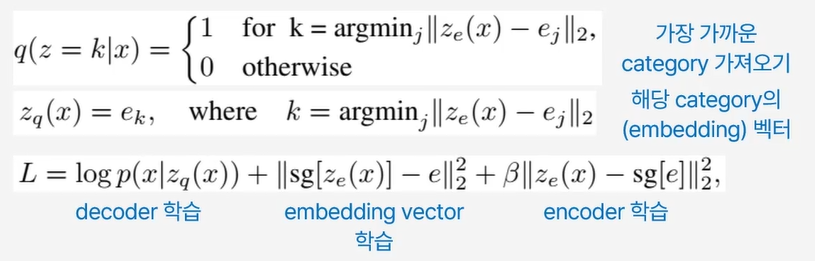 q(z = k|x) = { 1 for k = argmin_j ‖z_e(x) − e_j‖_2,
0 otherwise
가장 가까운
category 가져오기
z_q(x) = e_k, where k = argmin_j ‖z_e(x) − e_j‖_2
해당 category의
(embedding) 벡터
L = log p(x|z_q(x)) + ‖sg[z_e(x)] − e‖_2^2 + β‖z_e(x) − sg[e]‖_2^2,
decoder 학습
embedding vector
학습
encoder 학습